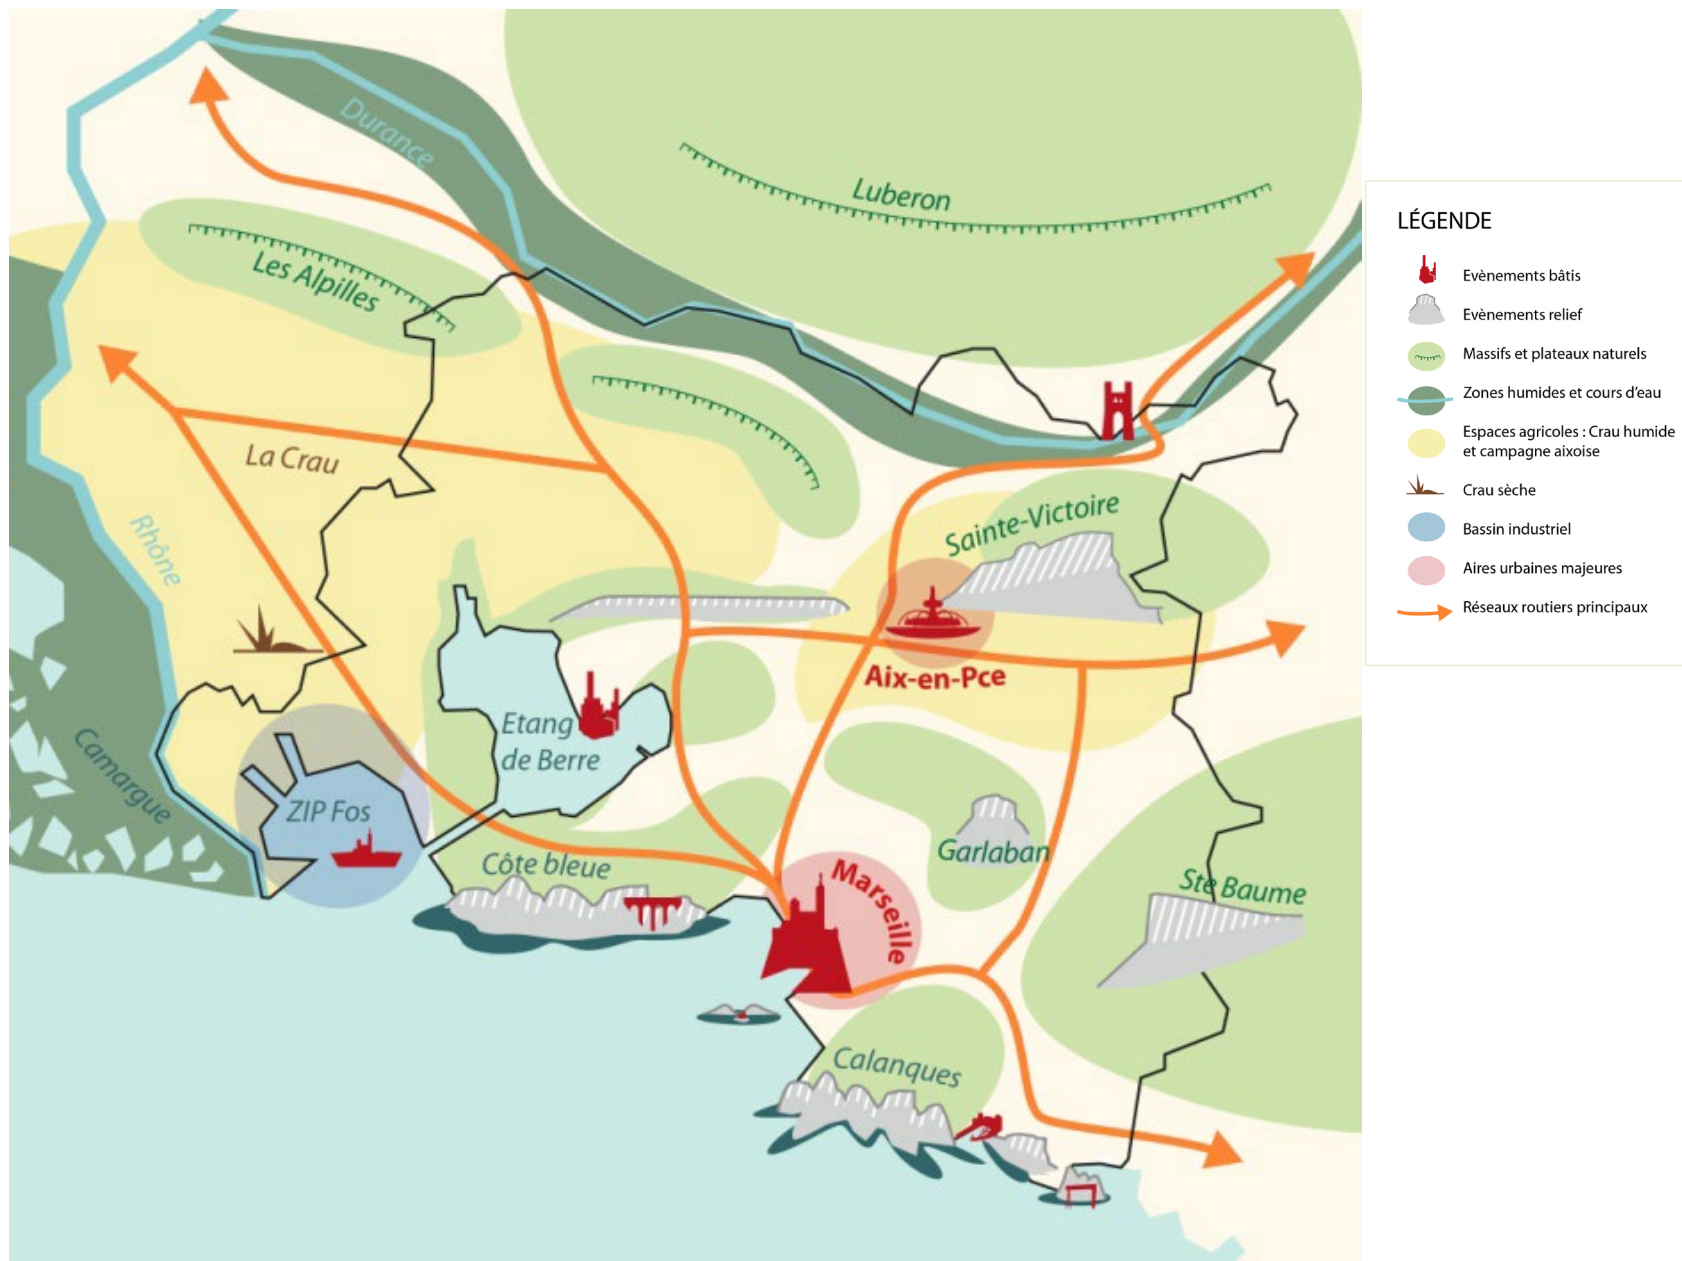 Durance
Luberon
Les Alpilles
La Crau
Rhône
Sainte-Victoire
Aix-en-Pce
Etang
de Berre
Camargue
ZIP Fos
Côte bleue
Marseille
Garlaban
Ste Baume
Calanques
LÉGENDE
Evènements bâtis
Evènements relief
Massifs et plateaux naturels
Zones humides et cours d'eau
Espaces agricoles : Crau humide
et campagne aixoise
Crau sèche
Bassin industriel
Aires urbaines majeures
Réseaux routiers principaux